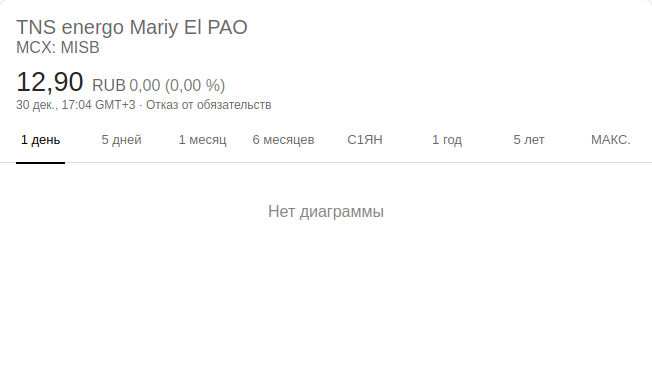 TNS energo Mariy El PAO
MCX: MISB
12,90 RUB 0,00 (0,00 %)
30 дек., 17:04 GMT+3 · Отказ от обязательств
1 день 5 дней 1 месяц 6 месяцев С1ЯН 1 год 5 лет МАКС.
Нет диаграммы